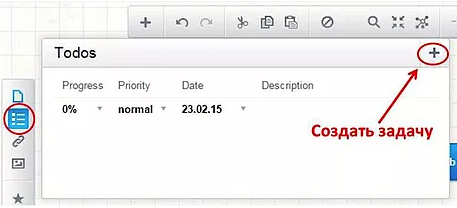 Todos
Progress Priority Date Description
0% normal 23.02.15
Создать задачу
b